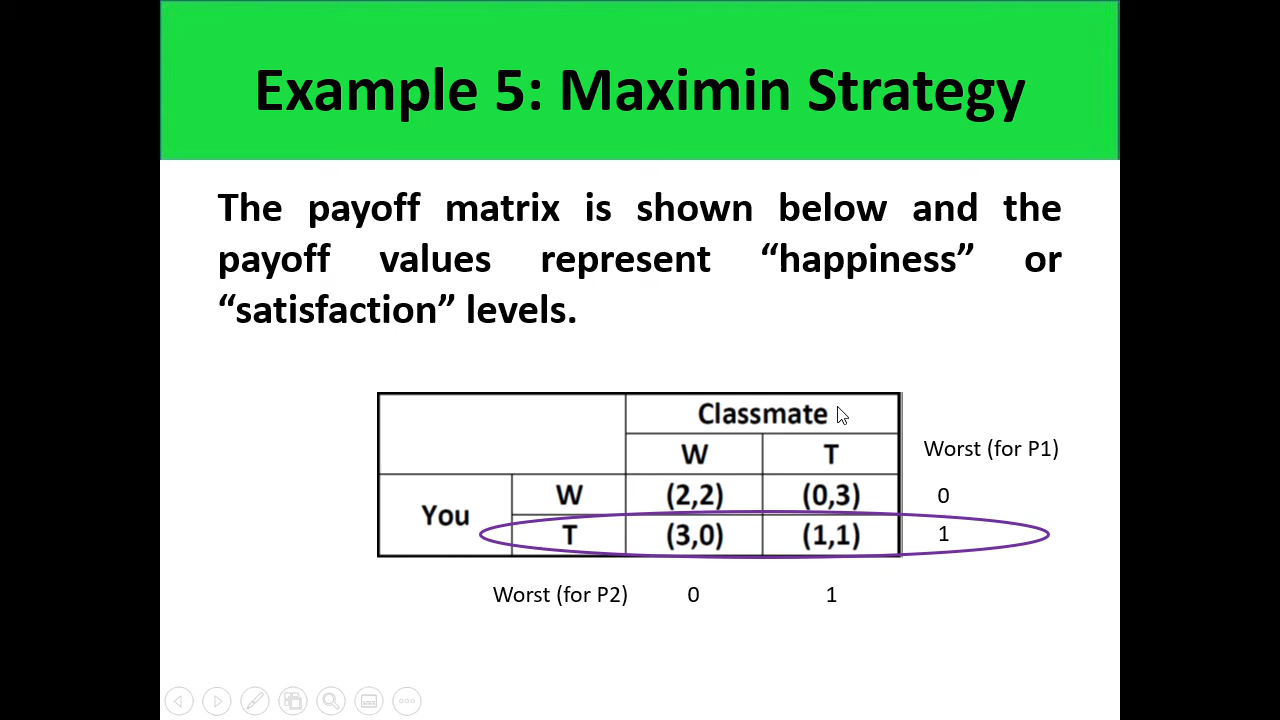 Example 5: Maximin Strategy
The payoff matrix is shown below and the
payoff values represent “happiness” or
“satisfaction” levels.
Classmate
W T Worst (for P1)
You
W (2,2) (0,3) 0
T (3,0) (1,1) 1
Worst (for P2) 0 1